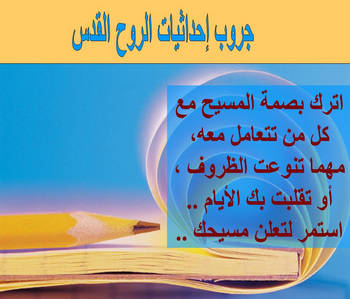 جروب إحداثيات الروح القدس
اترك بصمة المسيح مع
كل من تتعامل معه،
مهما تنوعت الظروف ،
أو تقلبت بك الأيام ..
استمر لتعلن مسيحك ..